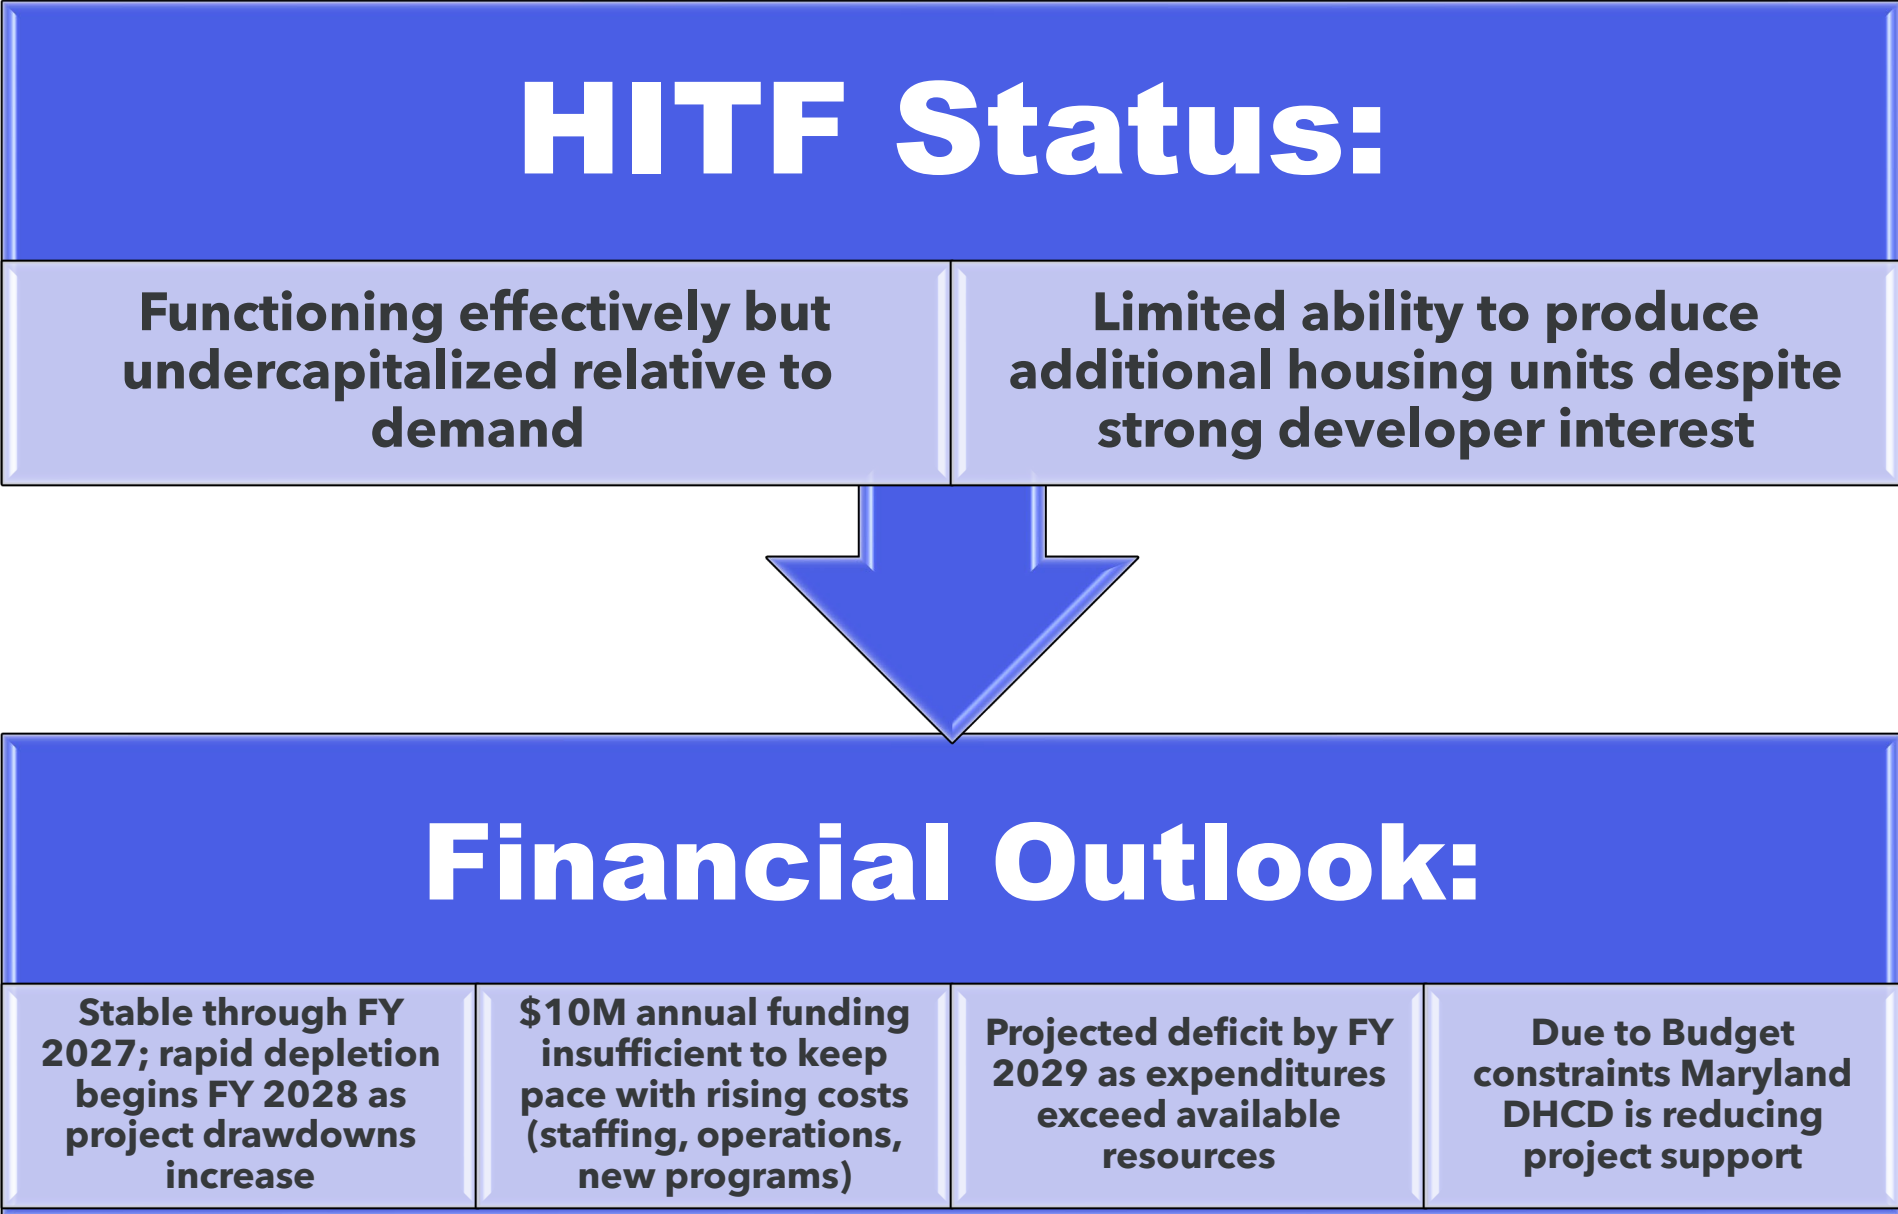 HITF Status:
Functioning effectively but
undercapitalized relative to
demand
Limited ability to produce
additional housing units despite
strong developer interest
Financial Outlook:
Stable through FY
2027; rapid depletion
begins FY 2028 as
project drawdowns
increase
$10M annual funding
insufficient to keep
pace with rising costs
(staffing, operations,
new programs)
Projected deficit by FY
2029 as expenditures
exceed available
resources
Due to Budget
constraints Maryland
DHCD is reducing
project support